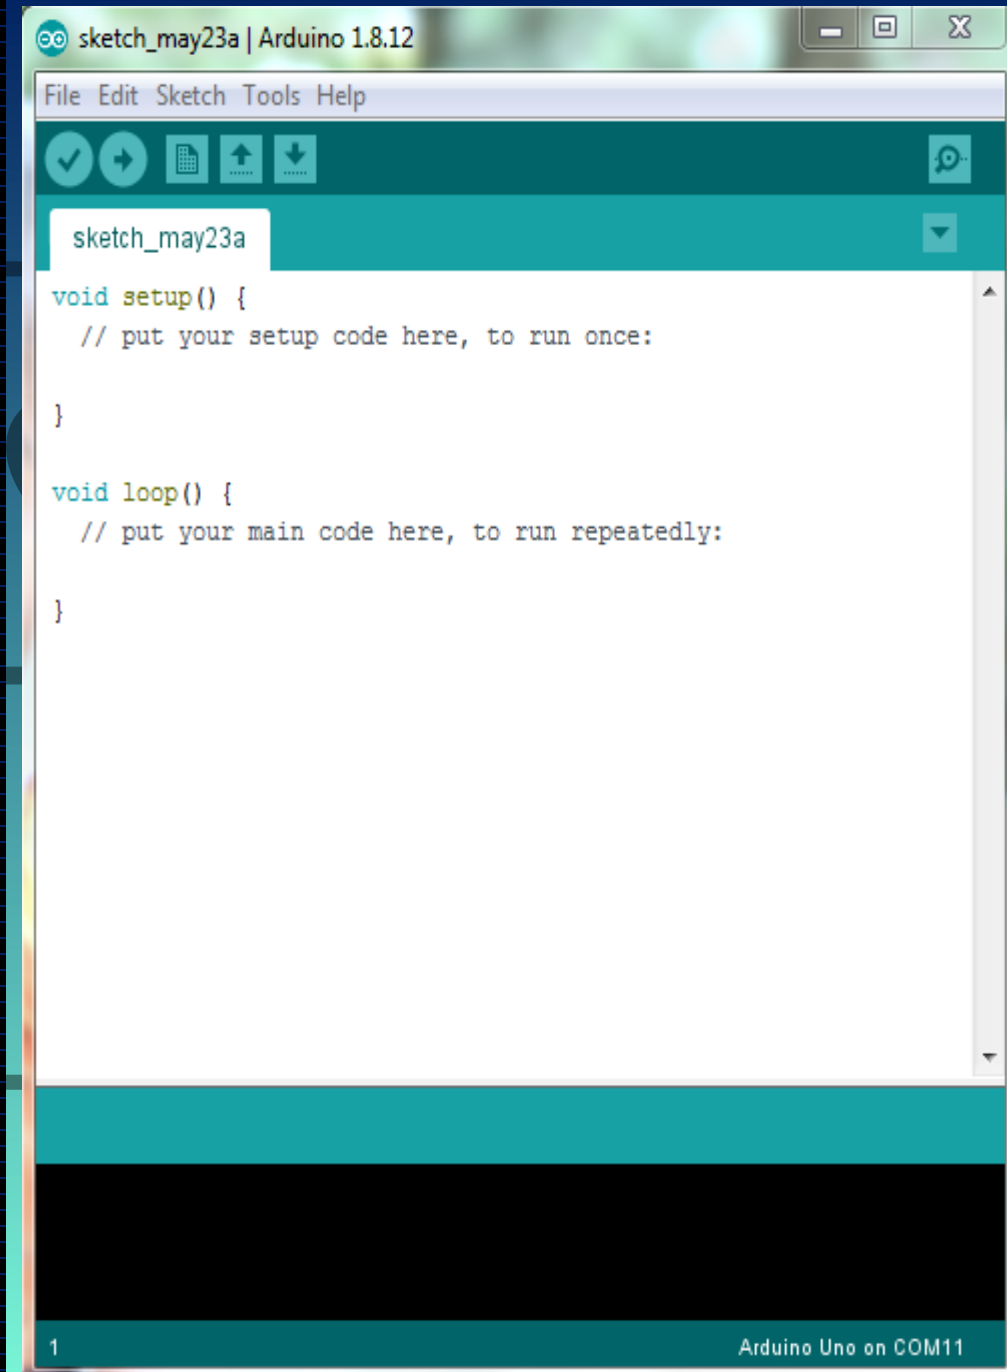 sketch_may23a | Arduino 1.8.12
File Edit Sketch Tools Help
sketch_may23a
void setup() {
  // put your setup code here, to run once:

}

void loop() {
  // put your main code here, to run repeatedly:

}
1 Arduino Uno on COM11